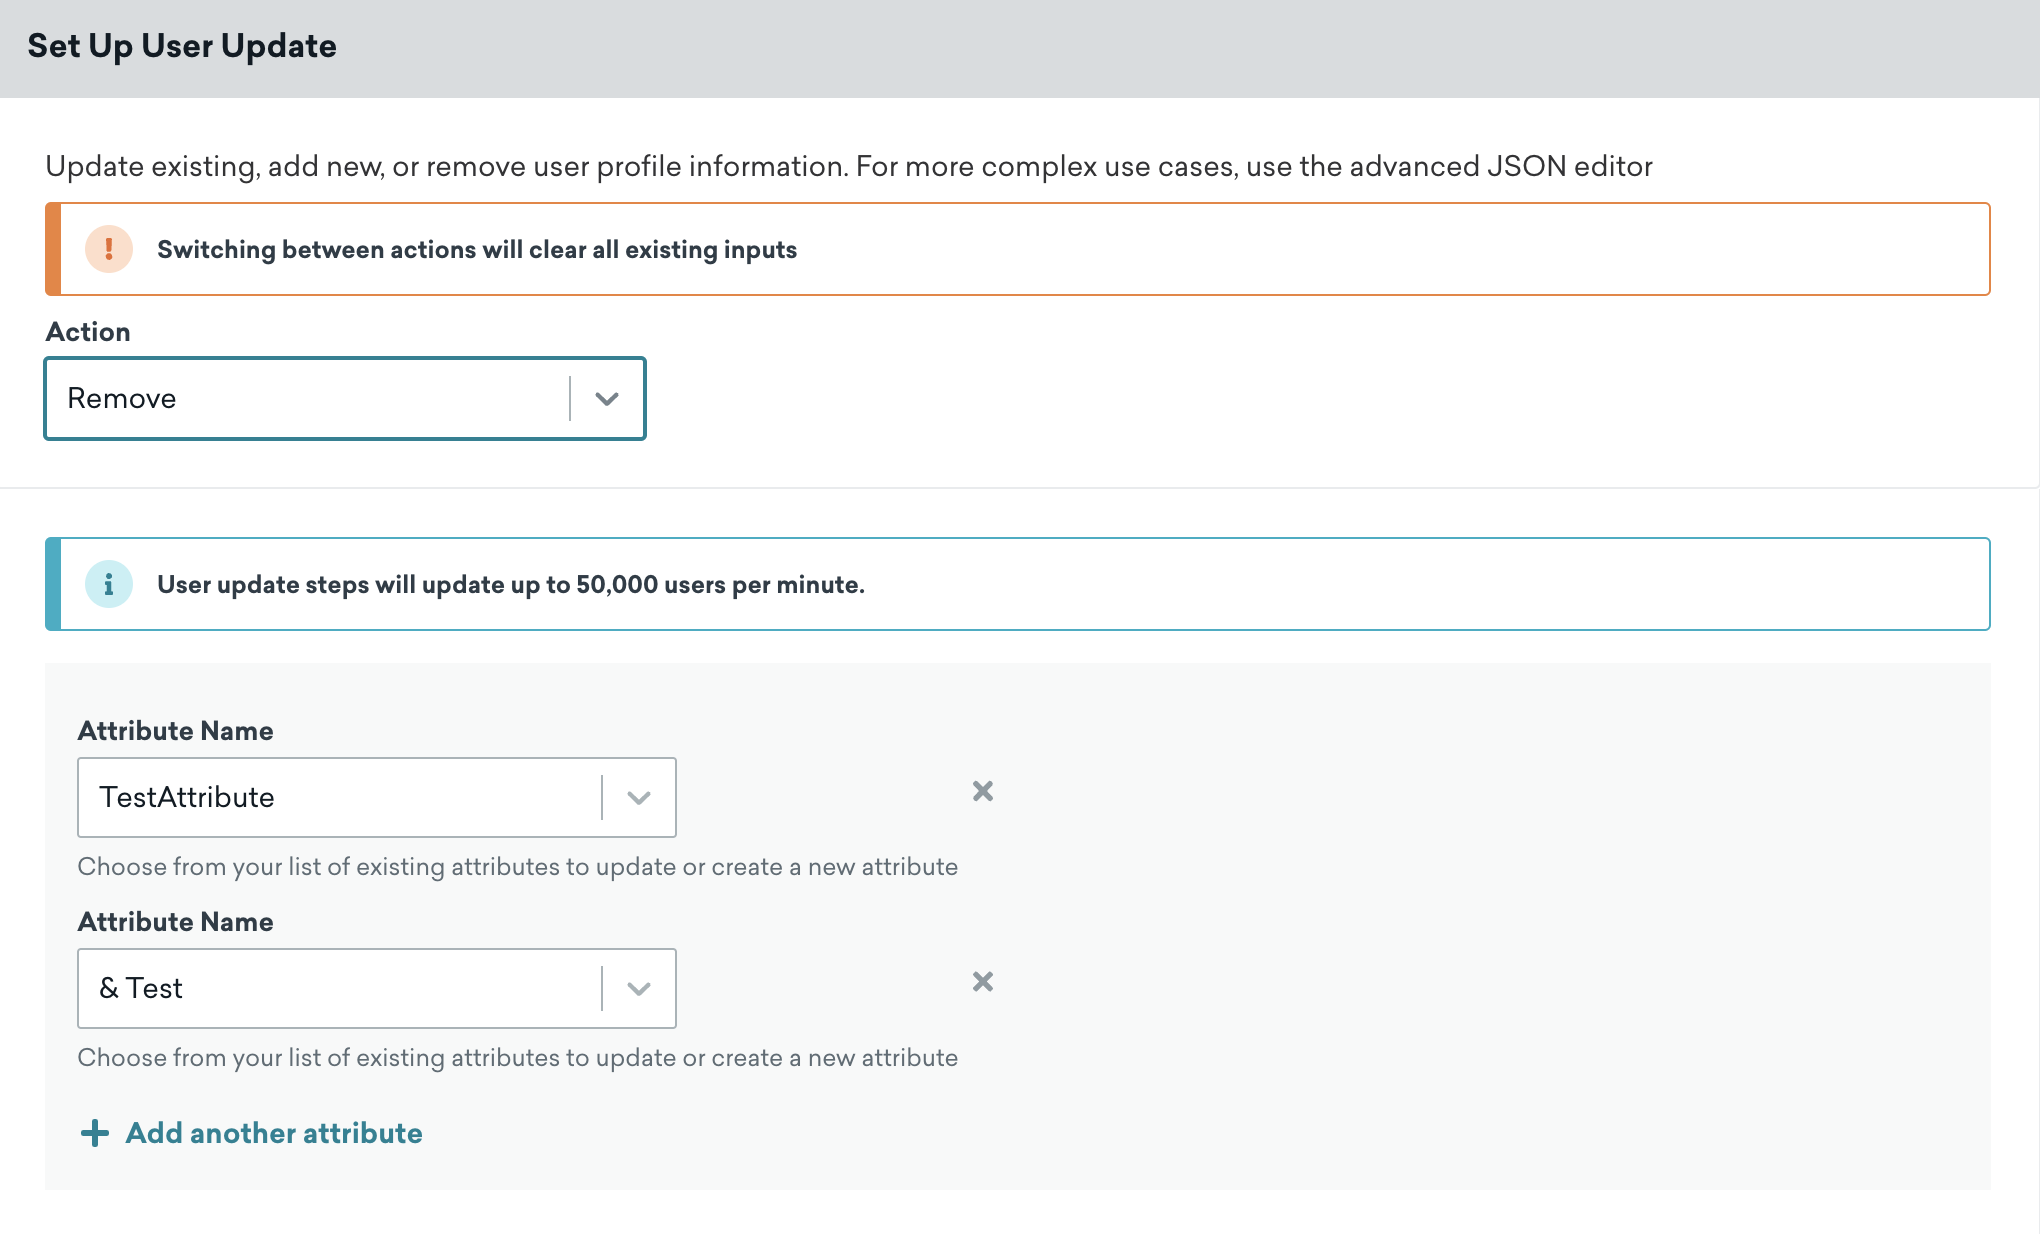 Set Up User Update
Update existing, add new, or remove user profile information. For more complex use cases, use the advanced JSON editor
Switching between actions will clear all existing inputs
Action
Remove
User update steps will update up to 50,000 users per minute.
Attribute Name
TestAttribute
Choose from your list of existing attributes to update or create a new attribute
Attribute Name
& Test
Choose from your list of existing attributes to update or create a new attribute
Add another attribute